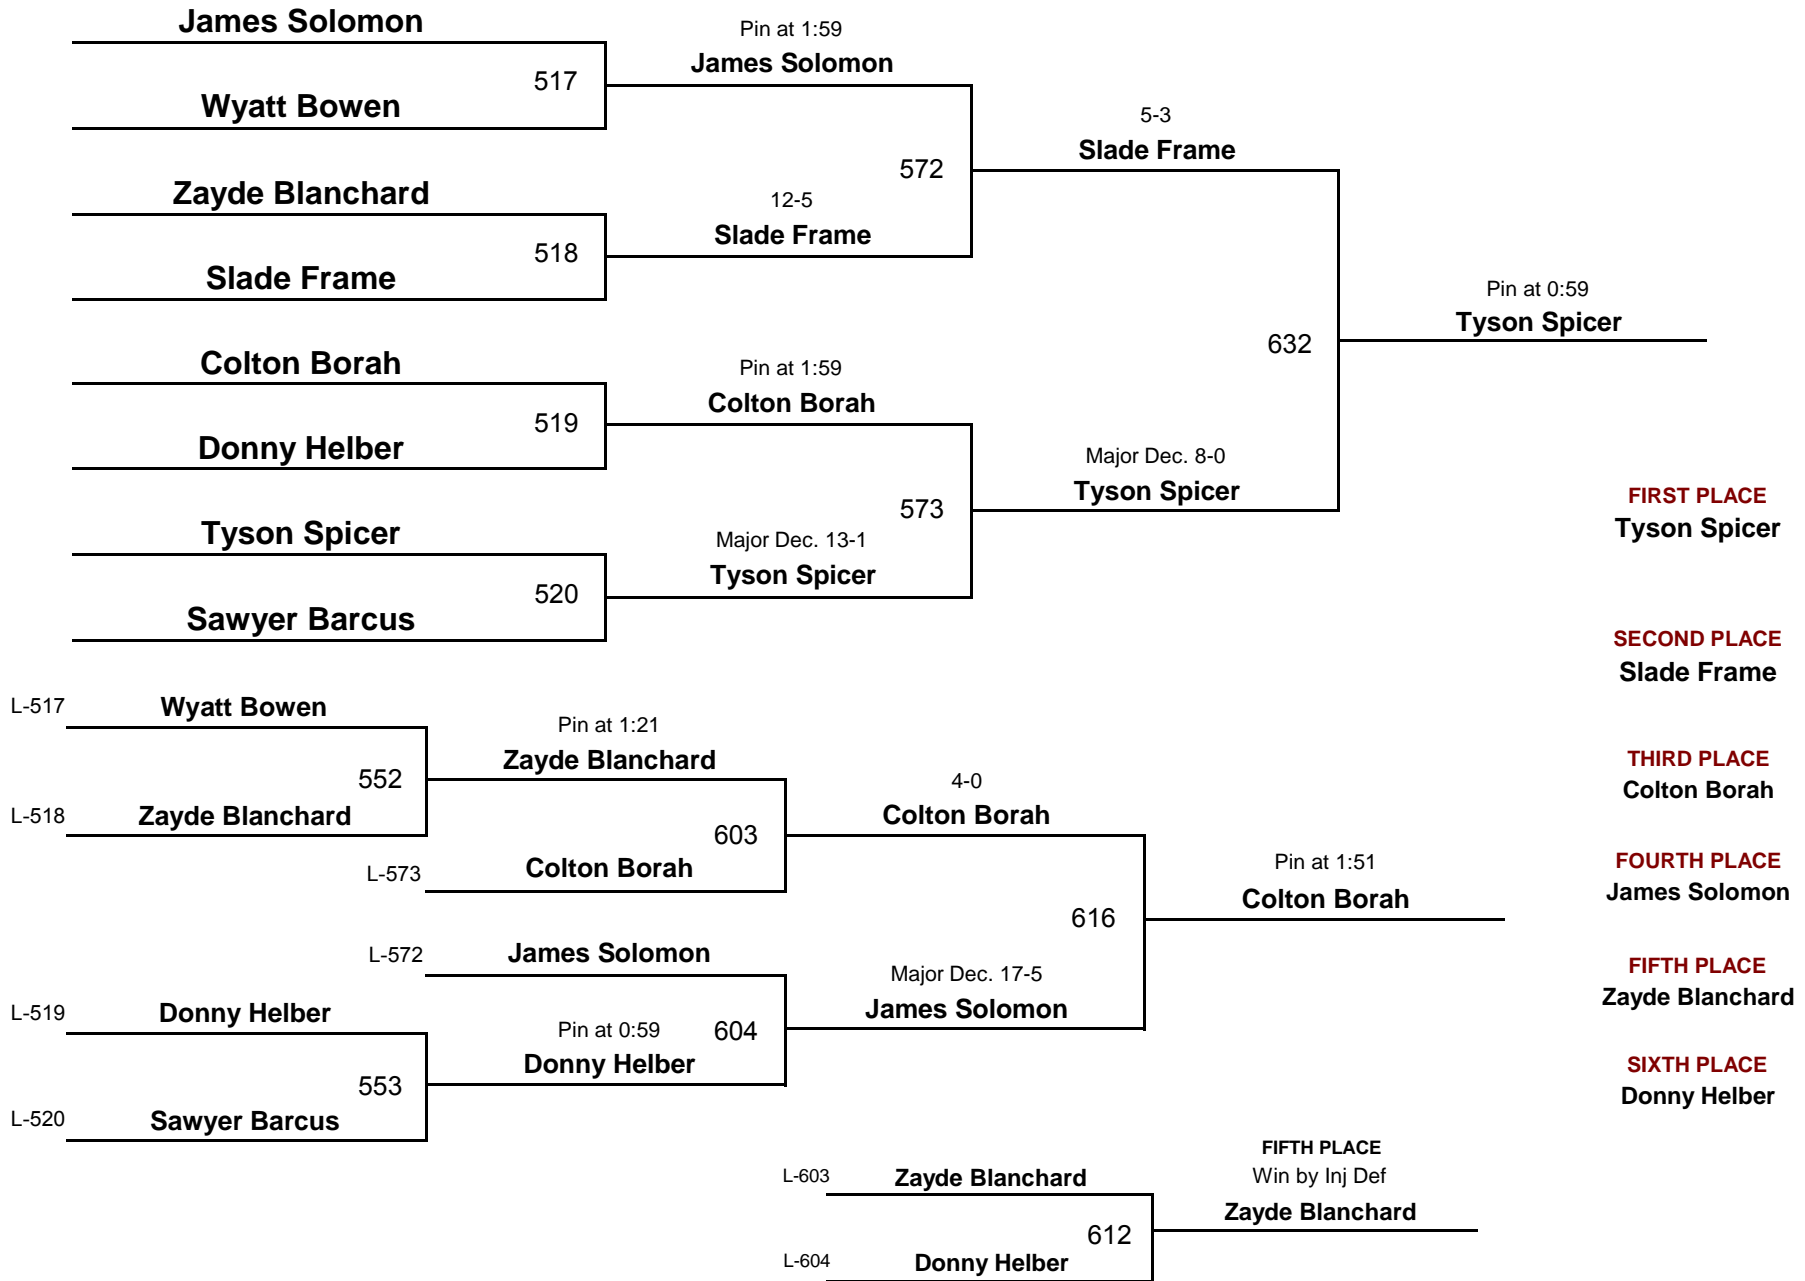 James Solomon
Pin at 1:59
James Solomon
517
Wyatt Bowen
5-3
Slade Frame
572
Zayde Blanchard
12-5
Slade Frame
518
Slade Frame
Pin at 0:59
Tyson Spicer
632
Colton Borah
Pin at 1:59
Colton Borah
519
Donny Helber
Major Dec. 8-0
Tyson Spicer
573
Tyson Spicer
Major Dec. 13-1
Tyson Spicer
520
Sawyer Barcus
FIRST PLACE
Tyson Spicer
SECOND PLACE
Slade Frame
THIRD PLACE
Colton Borah
FOURTH PLACE
James Solomon
FIFTH PLACE
Zayde Blanchard
SIXTH PLACE
Donny Helber
L-517 Wyatt Bowen
Pin at 1:21
Zayde Blanchard
552
L-518 Zayde Blanchard
4-0
Colton Borah
603
L-573 Colton Borah
Pin at 1:51
Colton Borah
616
L-572 James Solomon
Major Dec. 17-5
James Solomon
L-519 Donny Helber
Pin at 0:59 604
Donny Helber
553
L-520 Sawyer Barcus
FIFTH PLACE
L-603 Zayde Blanchard
Win by Inj Def
Zayde Blanchard
612
L-604 Donny Helber